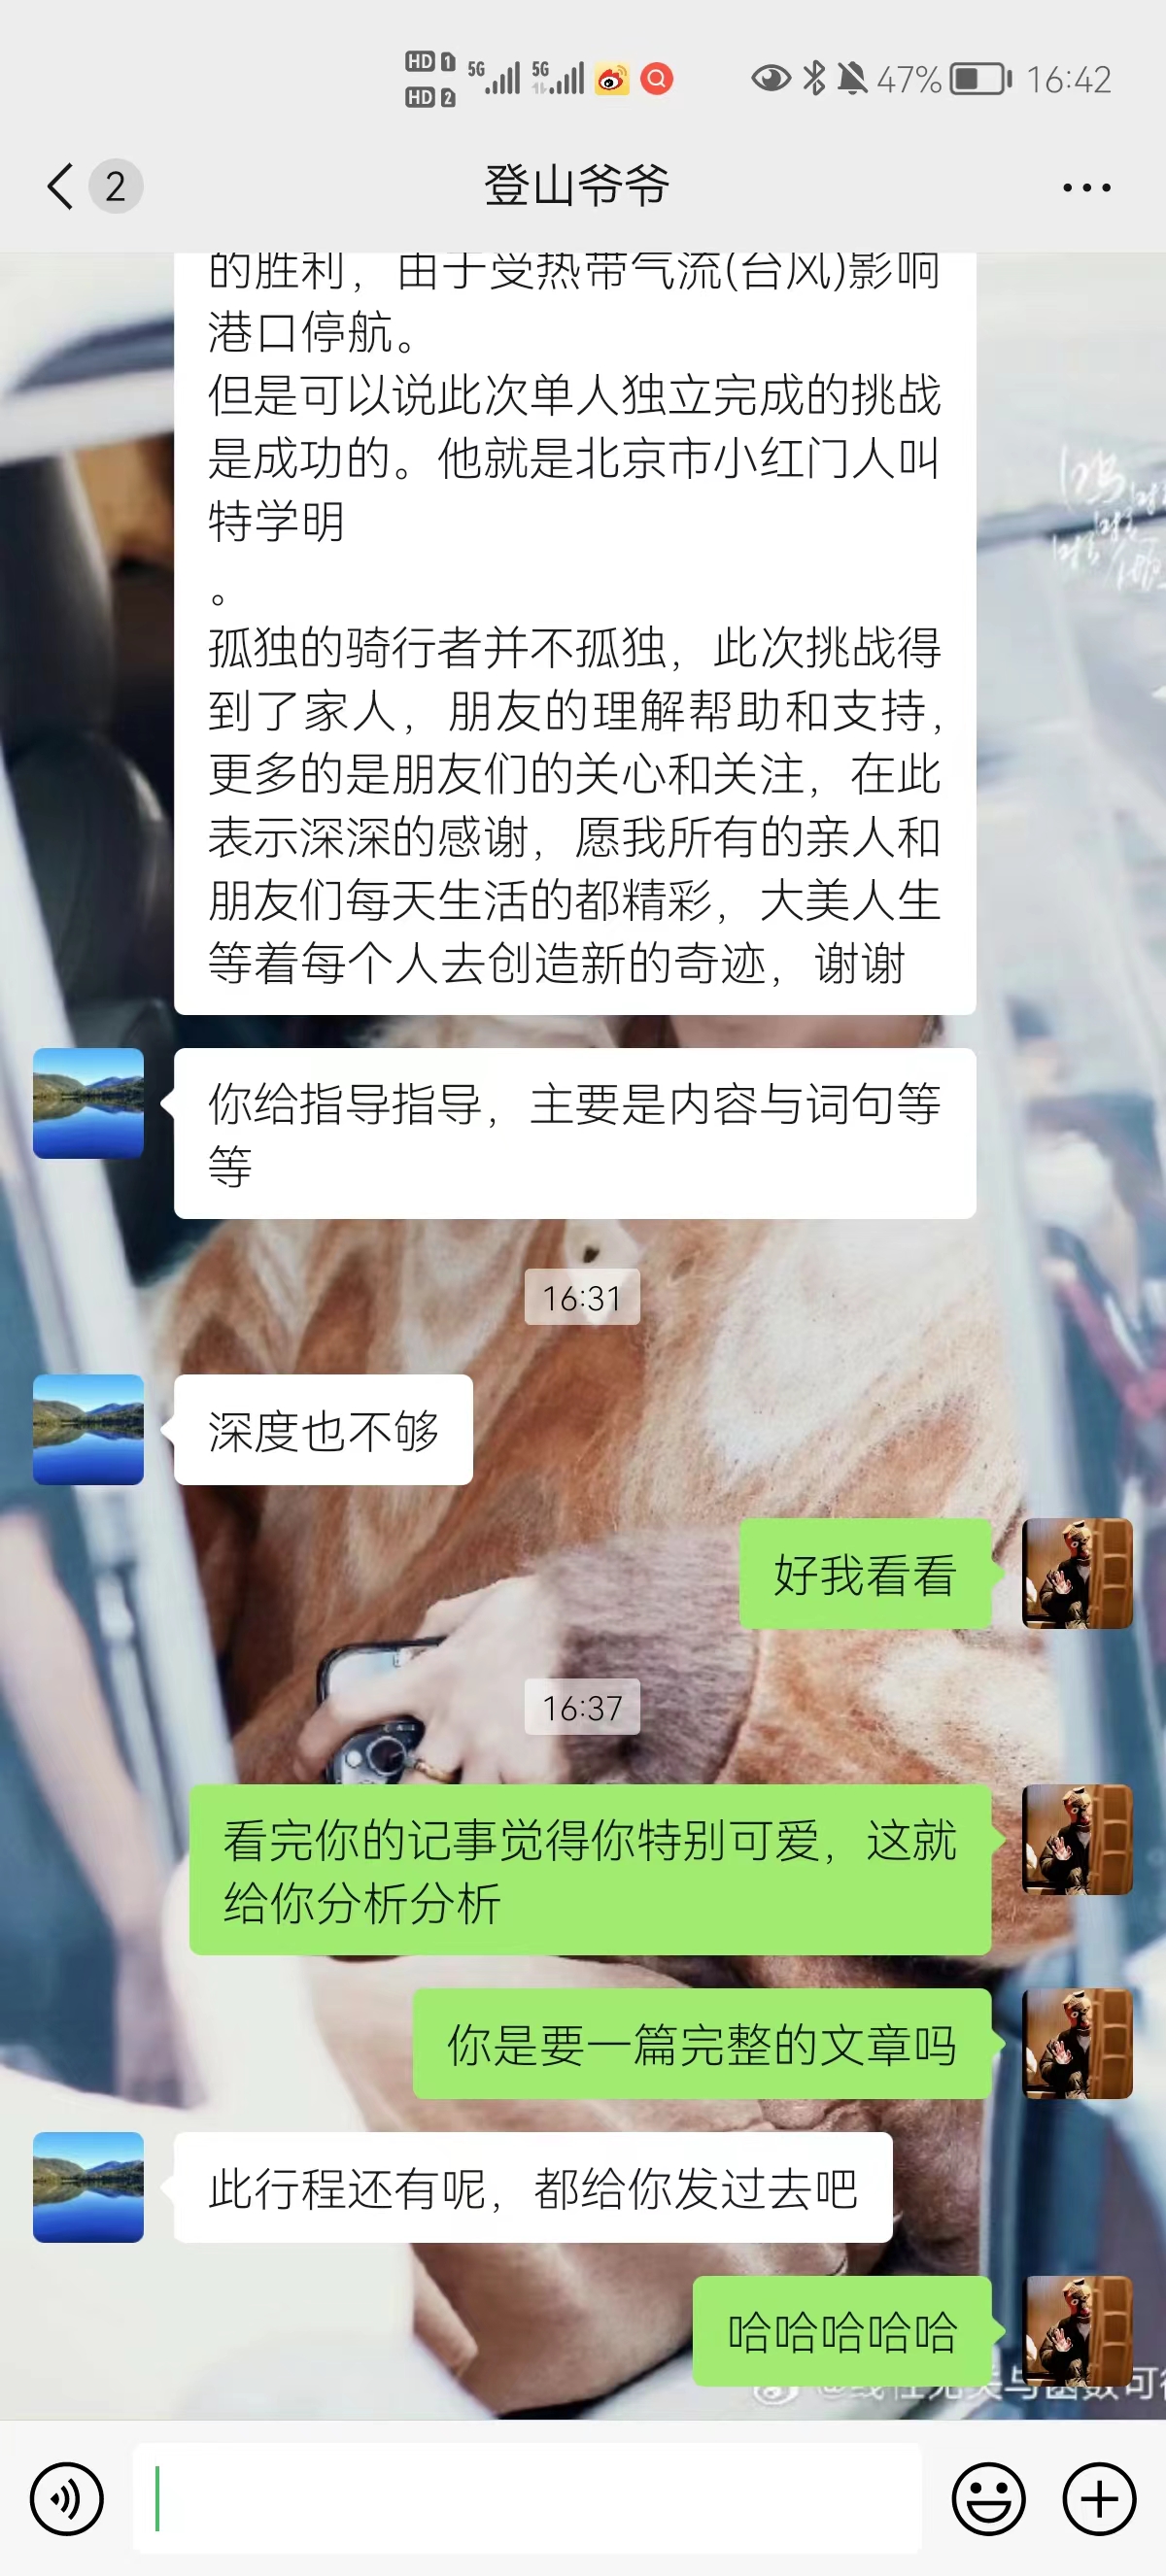 HD 1 5G 5G 47% 16:42
HD 2
2 登山爷爷
的胜利，由于受热带气流(台风)影响
港口停航。
但是可以说此次单人独立完成的挑战
是成功的。他就是北京市小红门人叫
特学明
。
孤独的骑行者并不孤独，此次挑战得
到了家人，朋友的理解帮助和支持，
更多的是朋友们的关心和关注，在此
表示深深的感谢，愿我所有的亲人和
朋友们每天生活的都精彩，大美人生
等着每个人去创造新的奇迹，谢谢
你给指导指导，主要是内容与词句等
等
16:31
深度也不够
好我看看
16:37
看完你的记事觉得你特别可爱，这就
给你分析分析
你是要一篇完整的文章吗
此行程还有呢，都给你发过去吧
哈哈哈哈哈